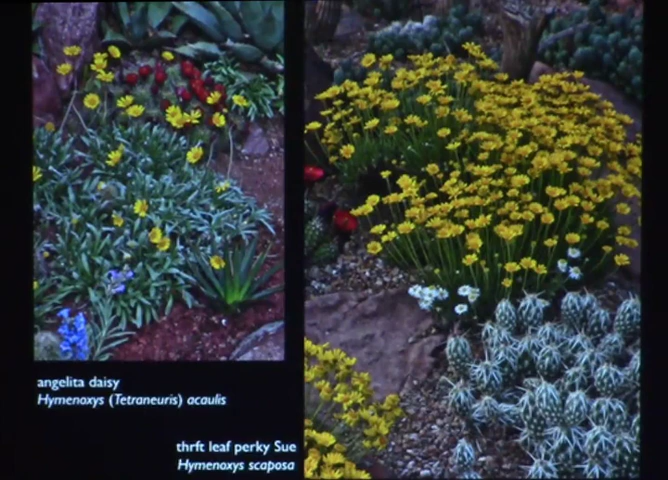 angelita daisy
Hymenoxys (Tetraneuris) acaulis
thrft leaf perky Sue
Hymenoxys scaposa